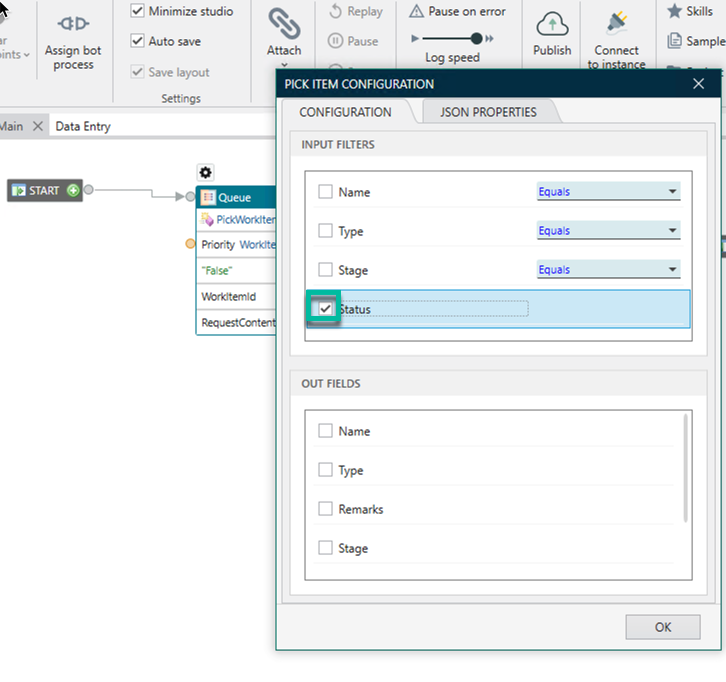 Minimize studio
Auto save
Save layout
Settings
Assign bot
process
Attach
Replay
Pause
Pause on error
Log speed
Publish
Connect
to instance
Skills
Sample
Main
Data Entry
START
Queue
PickWorkIter
Priority WorkIte
"False"
WorkItemId
RequestContent
PICK ITEM CONFIGURATION
CONFIGURATION JSON PROPERTIES
INPUT FILTERS
Name Equals
Type Equals
Stage Equals
Status
OUT FIELDS
Name
Type
Remarks
Stage
OK